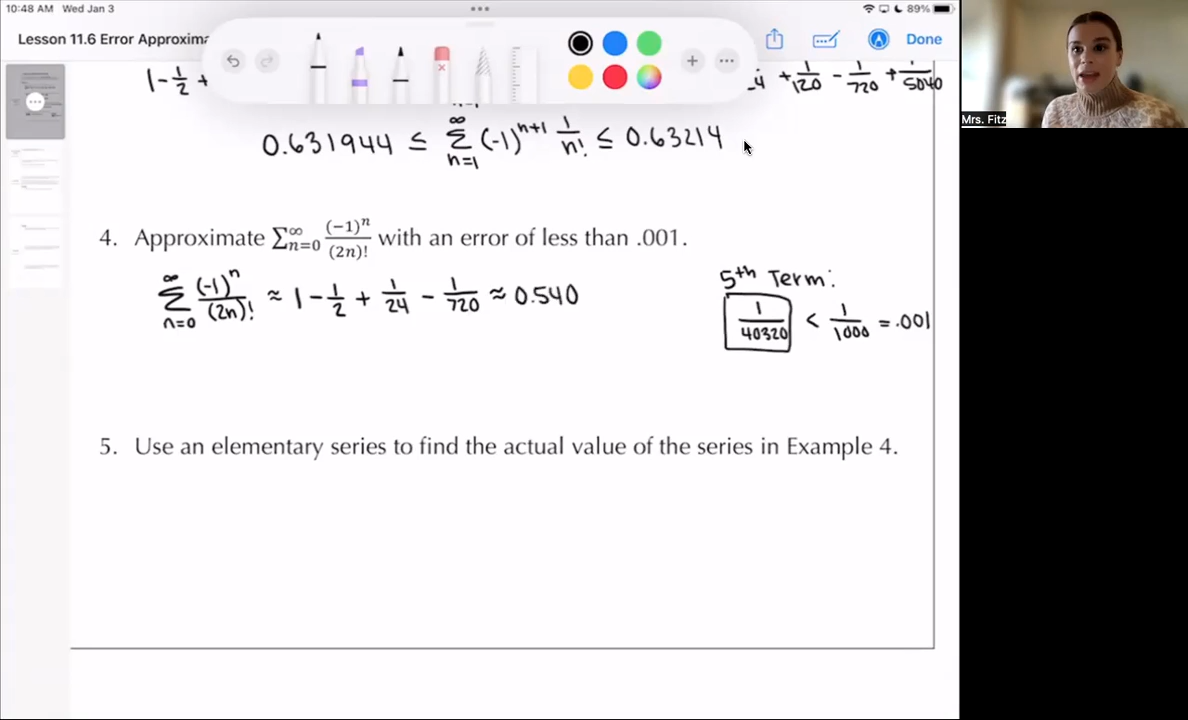 10:48 AM Wed Jan 3
89%
Lesson 11.6 Error Approxima
Done
1 - 1/2 +
+ 1/120 - 1/720 + 1/5040
0.631944 ≤ ∑_{n=1}^{∞} (-1)^{n+1} 1/n! ≤ 0.63214
4. Approximate ∑_{n=0}^{∞} (-1)^n/(2n)! with an error of less than .001.
∑_{n=0}^{∞} (-1)^n/(2n)! ≈ 1 - 1/2 + 1/24 - 1/720 ≈ 0.540
5th Term:
1/40320 < 1/1000 = .001
5. Use an elementary series to find the actual value of the series in Example 4.
Mrs. Fitz